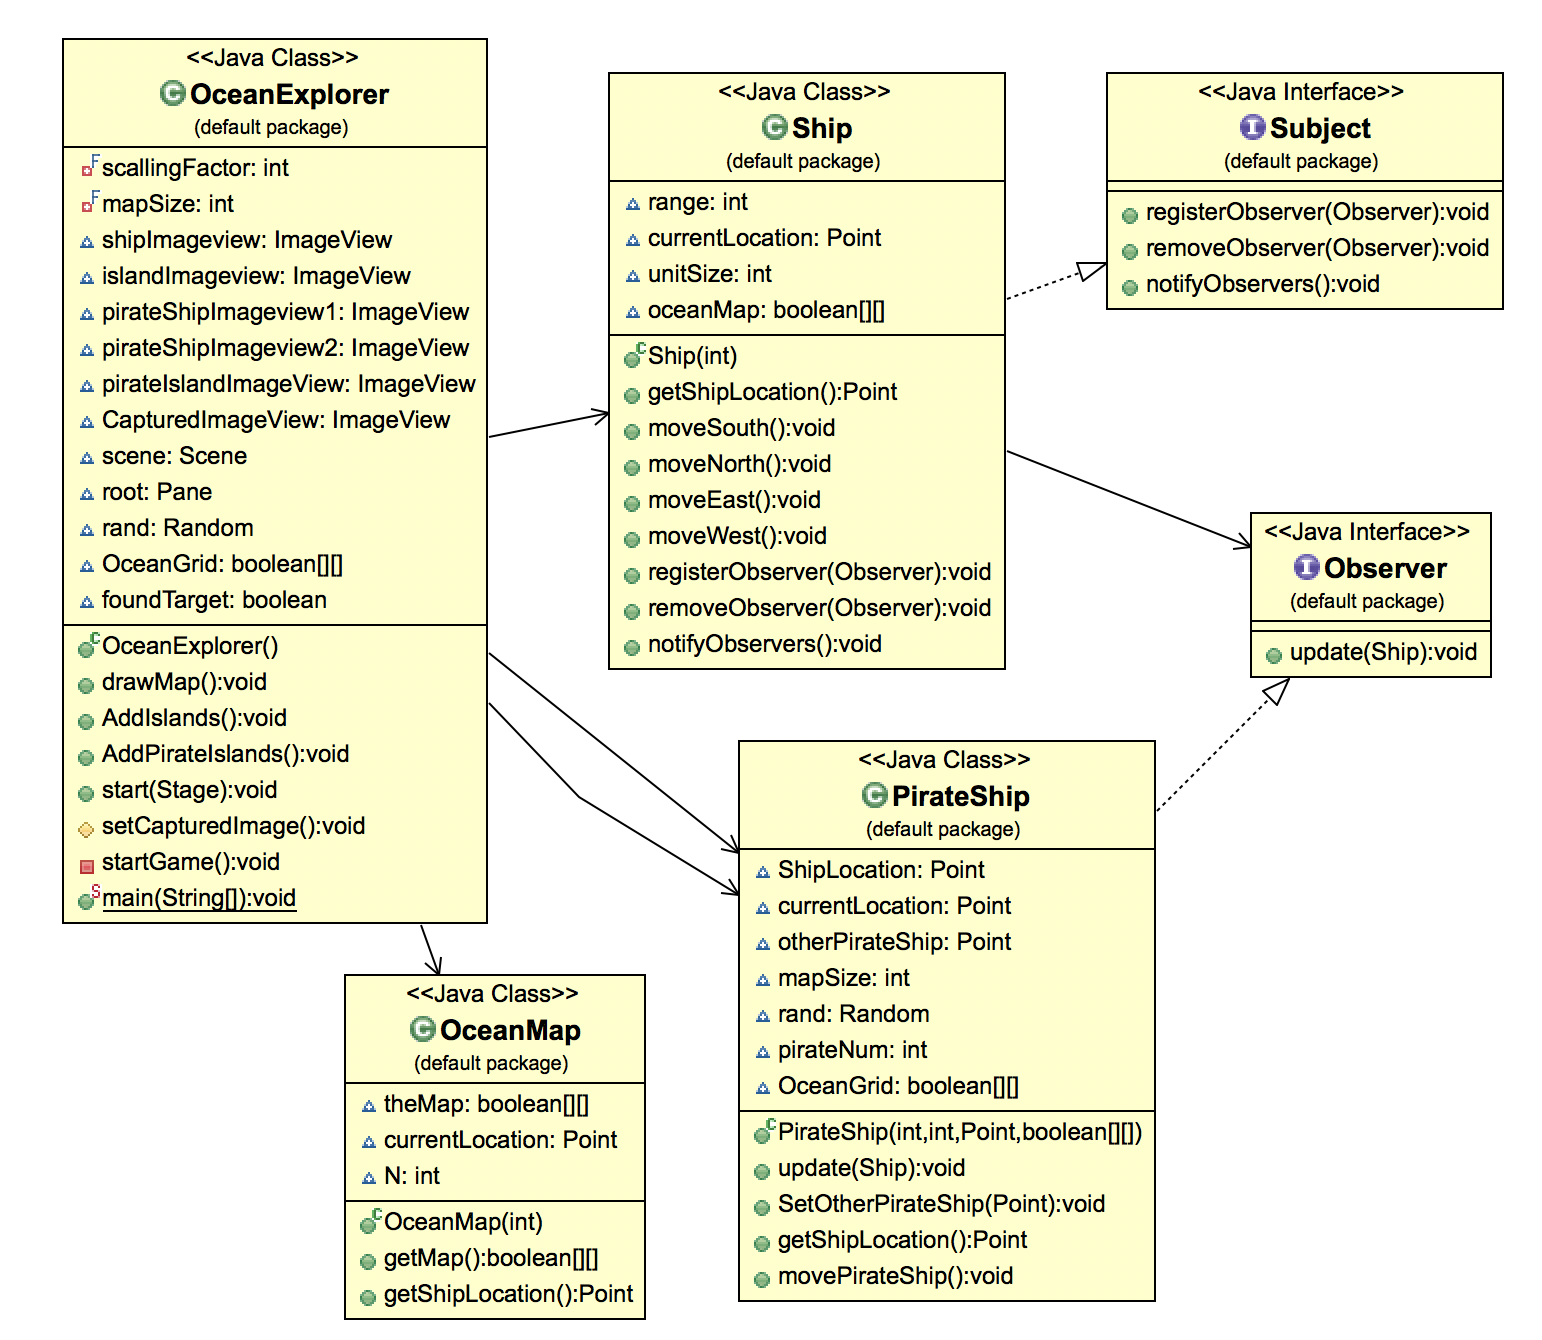 <<Java Class>>
OceanExplorer
(default package)
scallingFactor: int
mapSize: int
shipImageview: ImageView
islandImageview: ImageView
pirateShipImageview1: ImageView
pirateShipImageview2: ImageView
pirateIslandImageView: ImageView
CapturedImageView: ImageView
scene: Scene
root: Pane
rand: Random
OceanGrid: boolean[][]
foundTarget: boolean
OceanExplorer()
drawMap():void
AddIslands():void
AddPirateIslands():void
start(Stage):void
setCapturedImage():void
startGame():void
main(String[]):void
<<Java Class>>
Ship
(default package)
range: int
currentLocation: Point
unitSize: int
oceanMap: boolean[][]
Ship(int)
getShipLocation():Point
moveSouth():void
moveNorth():void
moveEast():void
moveWest():void
registerObserver(Observer):void
removeObserver(Observer):void
notifyObservers():void
<<Java Interface>>
Subject
(default package)
registerObserver(Observer):void
removeObserver(Observer):void
notifyObservers():void
<<Java Interface>>
Observer
(default package)
update(Ship):void
<<Java Class>>
PirateShip
(default package)
ShipLocation: Point
currentLocation: Point
otherPirateShip: Point
mapSize: int
rand: Random
pirateNum: int
OceanGrid: boolean[][]
PirateShip(int,int,Point,boolean[][])
update(Ship):void
SetOtherPirateShip(Point):void
getShipLocation():Point
movePirateShip():void
<<Java Class>>
OceanMap
(default package)
theMap: boolean[][]
currentLocation: Point
N: int
OceanMap(int)
getMap():boolean[][]
getShipLocation():Point